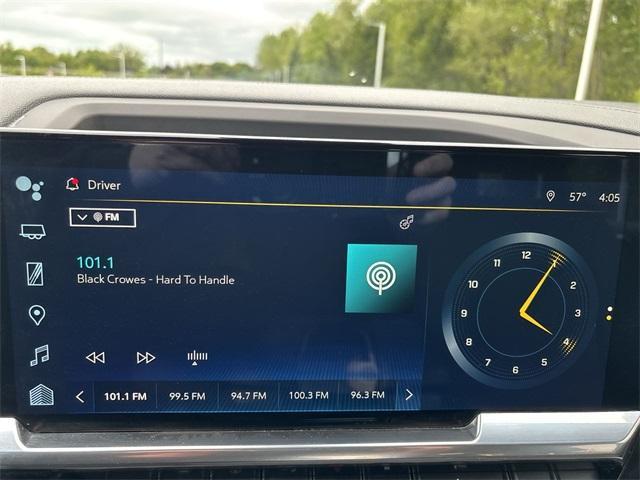 Driver
57° 4:05
FM
101.1
Black Crowes - Hard To Handle
12
11 1
10 2
9 3
8 4
7 5
6
101.1 FM 99.5 FM 94.7 FM 100.3 FM 96.3 FM